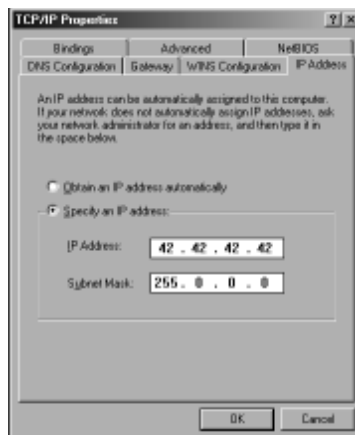 TCP/IP Properties
Bindings Advanced NetBIOS
DNS Configuration Gateway WINS Configuration IP Address
An IP address can be automatically assigned to this computer.
If your network does not automatically assign IP addresses, ask
your network administrator for an address, and then type it in
the space below.
Obtain an IP address automatically
Specify an IP address:
IP Address: 42 . 42 . 42 . 42
Subnet Mask: 255 . 0 . 0 . 0
OK Cancel